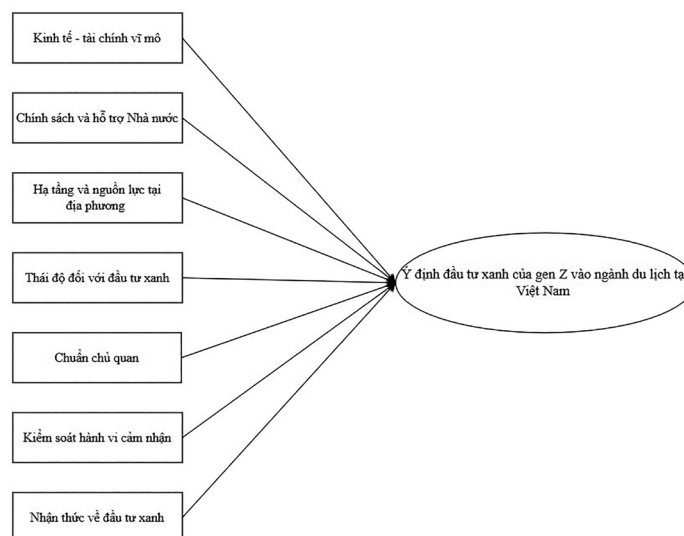 Kinh tế - tài chính vĩ mô
Chính sách và hỗ trợ Nhà nước
Hạ tầng và nguồn lực tại
địa phương
Thái độ đối với đầu tư xanh
Chuẩn chủ quan
Kiểm soát hành vi cảm nhận
Nhận thức về đầu tư xanh
Ý định đầu tư xanh của gen Z vào ngành du lịch tạ
Việt Nam